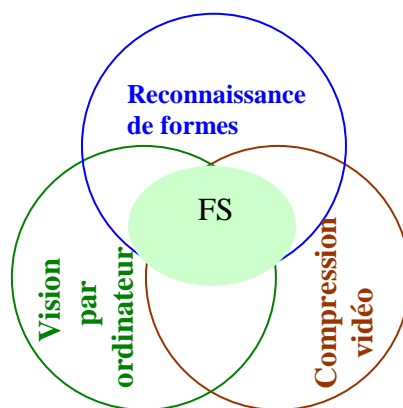 Reconnaissance
de formes
FS
Vision
par
ordinateur
Compression
vidéo